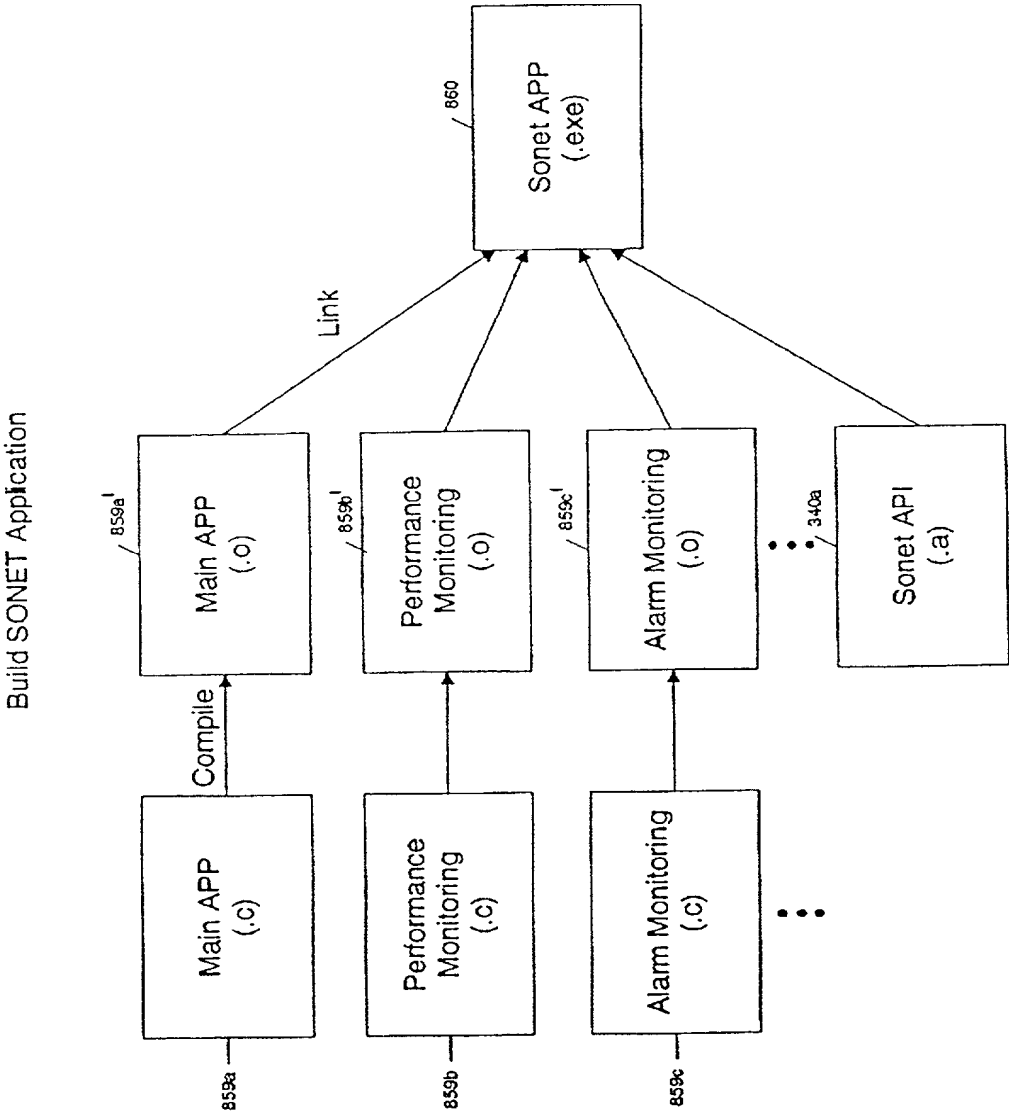 Build SONET Application
859a
Main APP
(.c)
Compile
859a'
Main APP
(.o)
Link
859b
Performance
Monitoring
(.c)
859b'
Performance
Monitoring
(.o)
860
Sonet APP
(.exe)
859c
Alarm Monitoring
(.c)
859c'
Alarm Monitoring
(.o)
340a
Sonet API
(.a)